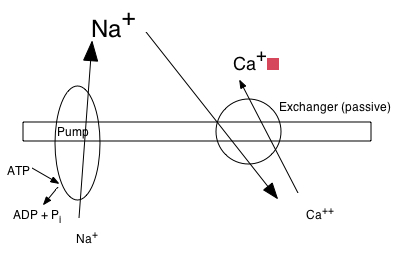 Na+
Ca+
Exchanger (passive)
Pump
ATP
ADP + Pi
Ca++
Na+